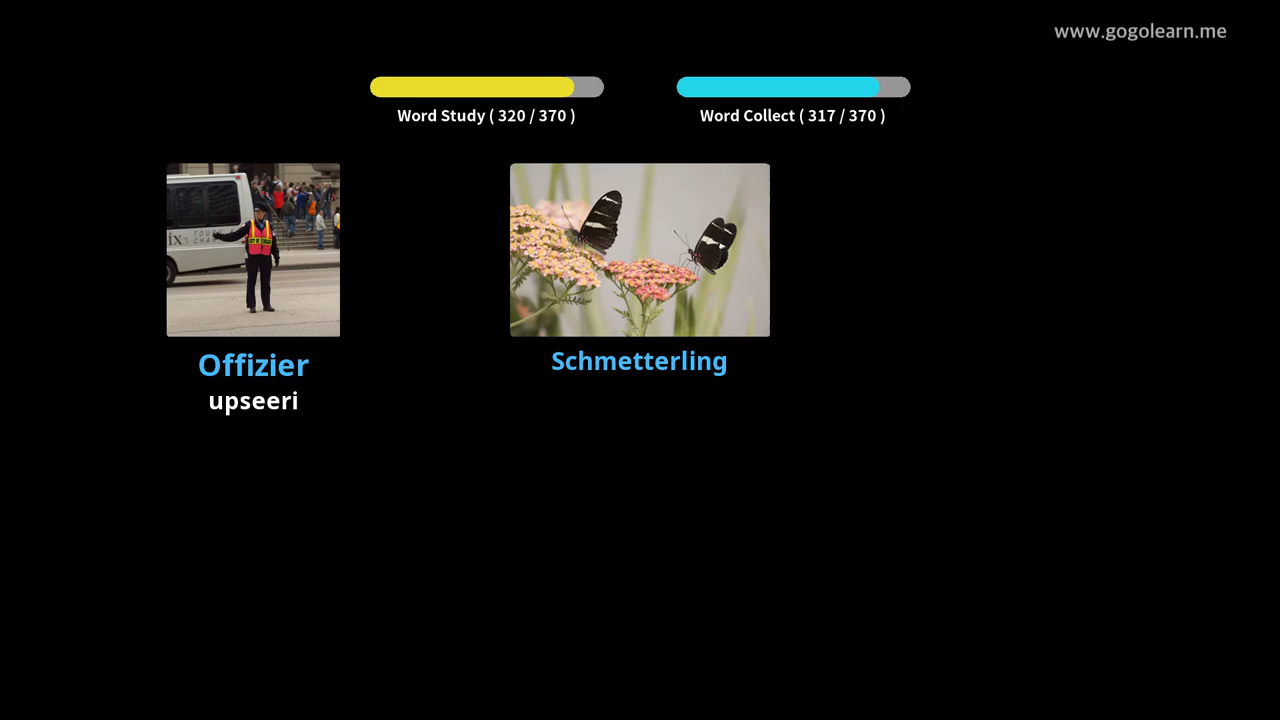 www.gogolearn.me
Word Study ( 320 / 370 )
Word Collect ( 317 / 370 )
Offizier
upseeri
Schmetterling